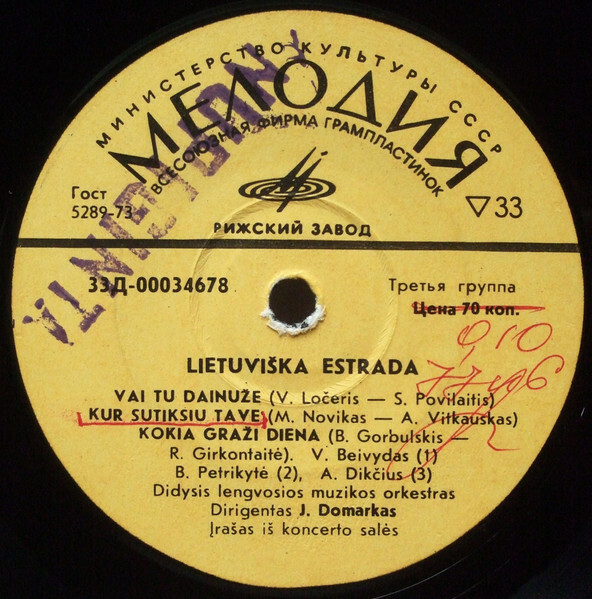 МИНИСТЕРСТВО КУЛЬТУРЫ СССР
МЕЛОДИЯ
ВСЕСОЮЗНАЯ ФИРМА ГРАМПЛАСТИНОК
Гост
5289-73
▽33
РИЖСКИЙ ЗАВОД
33Д-00034678
Третья группа
Цена 70 коп.
0,10
LIETUVIŠKA ESTRADA
VAI TU DAINUŽE (V. Ločeris — S. Povilaitis)
KUR SUTIKSIU TAVE (M. Novikas — A. Vitkauskas)
KOKIA GRAŽI DIENA (B. Gorbulskis —
R. Girkontaitė). V. Beivydas (1)
B. Petrikytė (2), A. Dikčius (3)
Didysis lengvosios muzikos orkestras
Dirigentas J. Domarkas
Įrašas iš koncerto salės